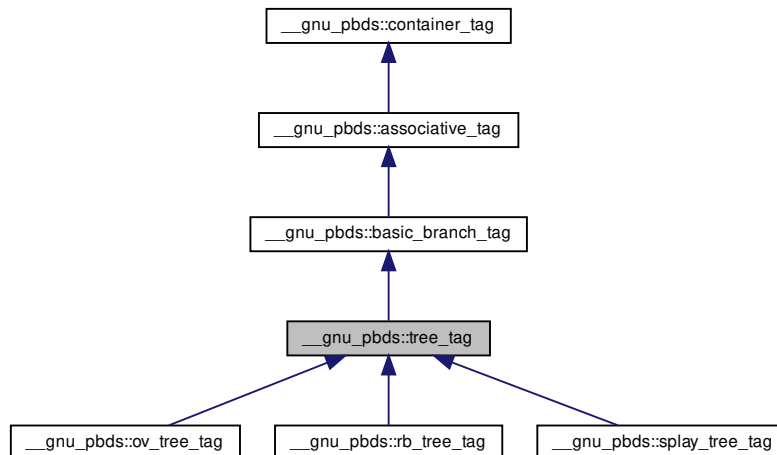 __gnu_pbds::container_tag
__gnu_pbds::associative_tag
__gnu_pbds::basic_branch_tag
__gnu_pbds::tree_tag
__gnu_pbds::ov_tree_tag
__gnu_pbds::rb_tree_tag
__gnu_pbds::splay_tree_tag